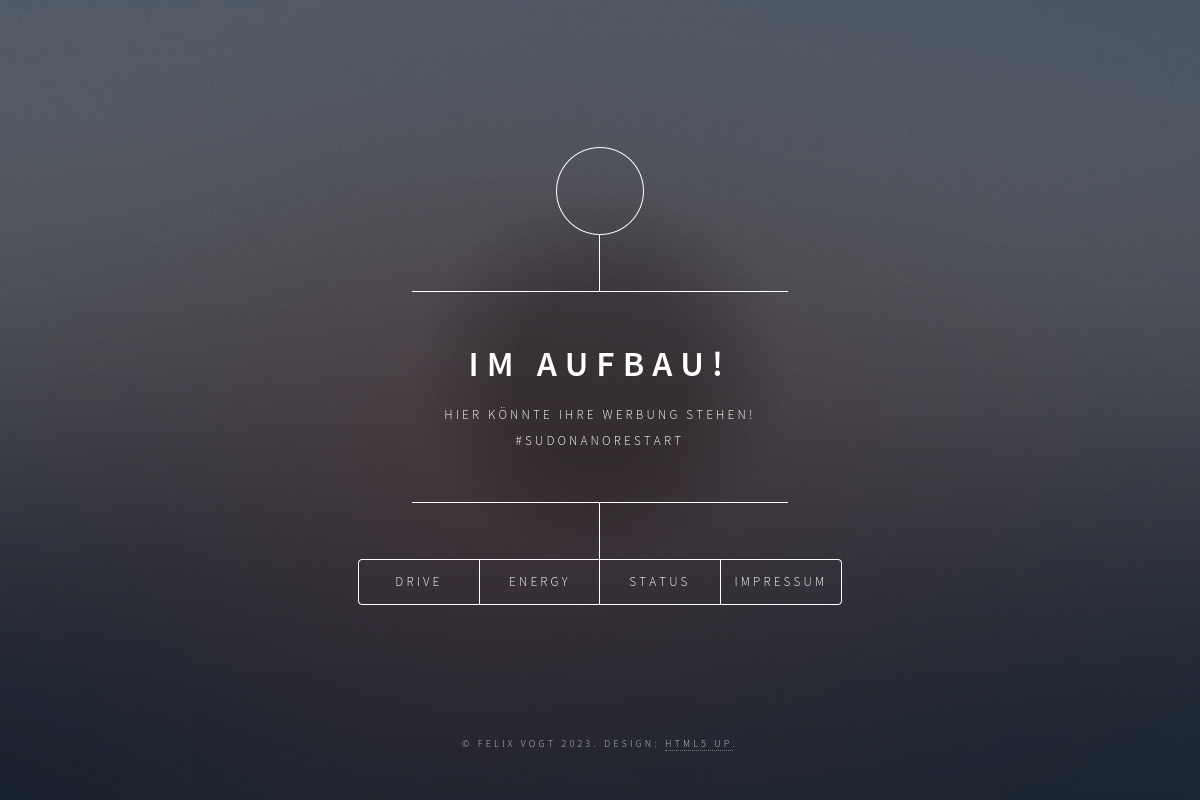 IM AUFBAU!
HIER KÖNNTE IHRE WERBUNG STEHEN!
#SUDONANORESTART
DRIVE ENERGY STATUS IMPRESSUM
© FELIX VOGT 2023. DESIGN: HTML5 UP.